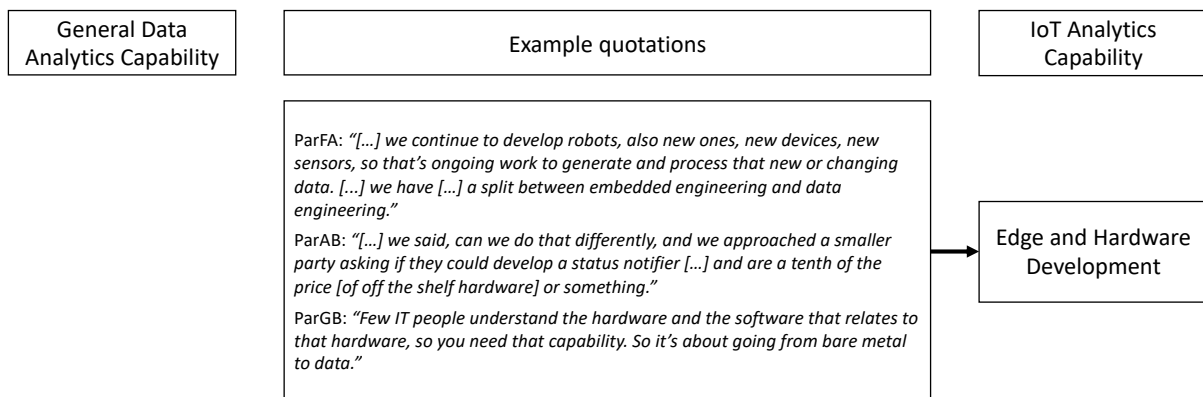 General Data
Analytics Capability
Example quotations
IoT Analytics
Capability
ParFA: “[…] we continue to develop robots, also new ones, new devices, new
sensors, so that’s ongoing work to generate and process that new or changing
data. [...] we have […] a split between embedded engineering and data
engineering.”
ParAB: “[…] we said, can we do that differently, and we approached a smaller
party asking if they could develop a status notifier […] and are a tenth of the
price [of off the shelf hardware] or something.”
ParGB: “Few IT people understand the hardware and the software that relates to
that hardware, so you need that capability. So it’s about going from bare metal
to data.”
Edge and Hardware
Development